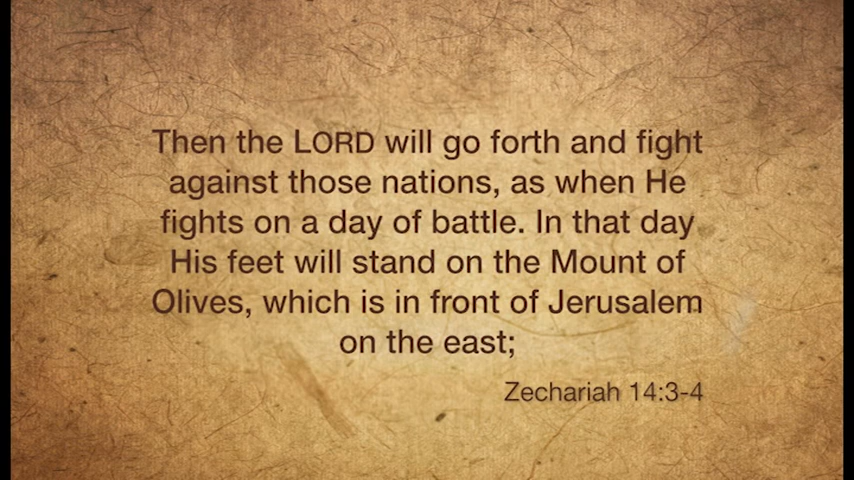 Then the LORD will go forth and fight
against those nations, as when He
fights on a day of battle. In that day
His feet will stand on the Mount of
Olives, which is in front of Jerusalem
on the east;
Zechariah 14:3-4